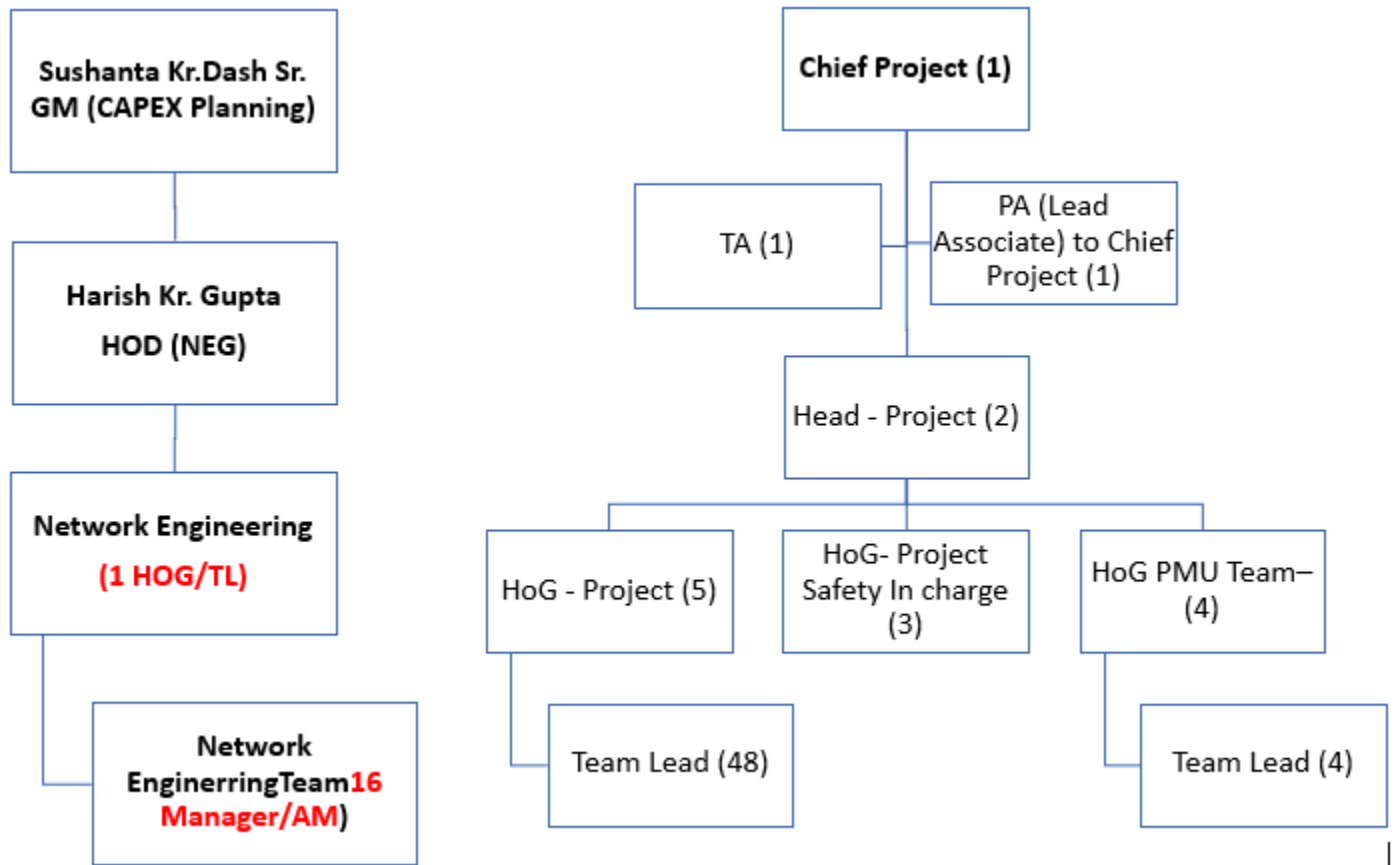 Sushanta Kr.Dash Sr.
GM (CAPEX Planning)
Harish Kr. Gupta
HOD (NEG)
Network Engineering
(1 HOG/TL)
Network
EnginerringTeam16
Manager/AM)
Chief Project (1)
TA (1)
PA (Lead
Associate) to Chief
Project (1)
Head - Project (2)
HoG - Project (5)
HoG- Project
Safety In charge
(3)
HoG PMU Team–
(4)
Team Lead (48)
Team Lead (4)